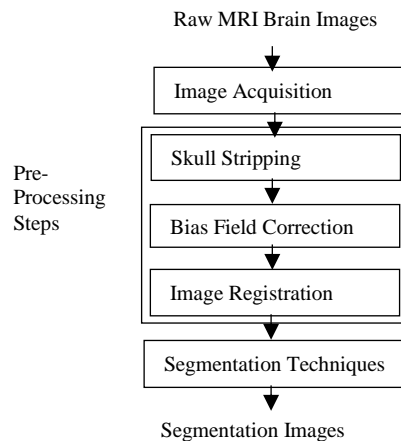 Raw MRI Brain Images
Image Acquisition
Skull Stripping
Pre-
Processing
Steps
Bias Field Correction
Image Registration
Segmentation Techniques
Segmentation Images